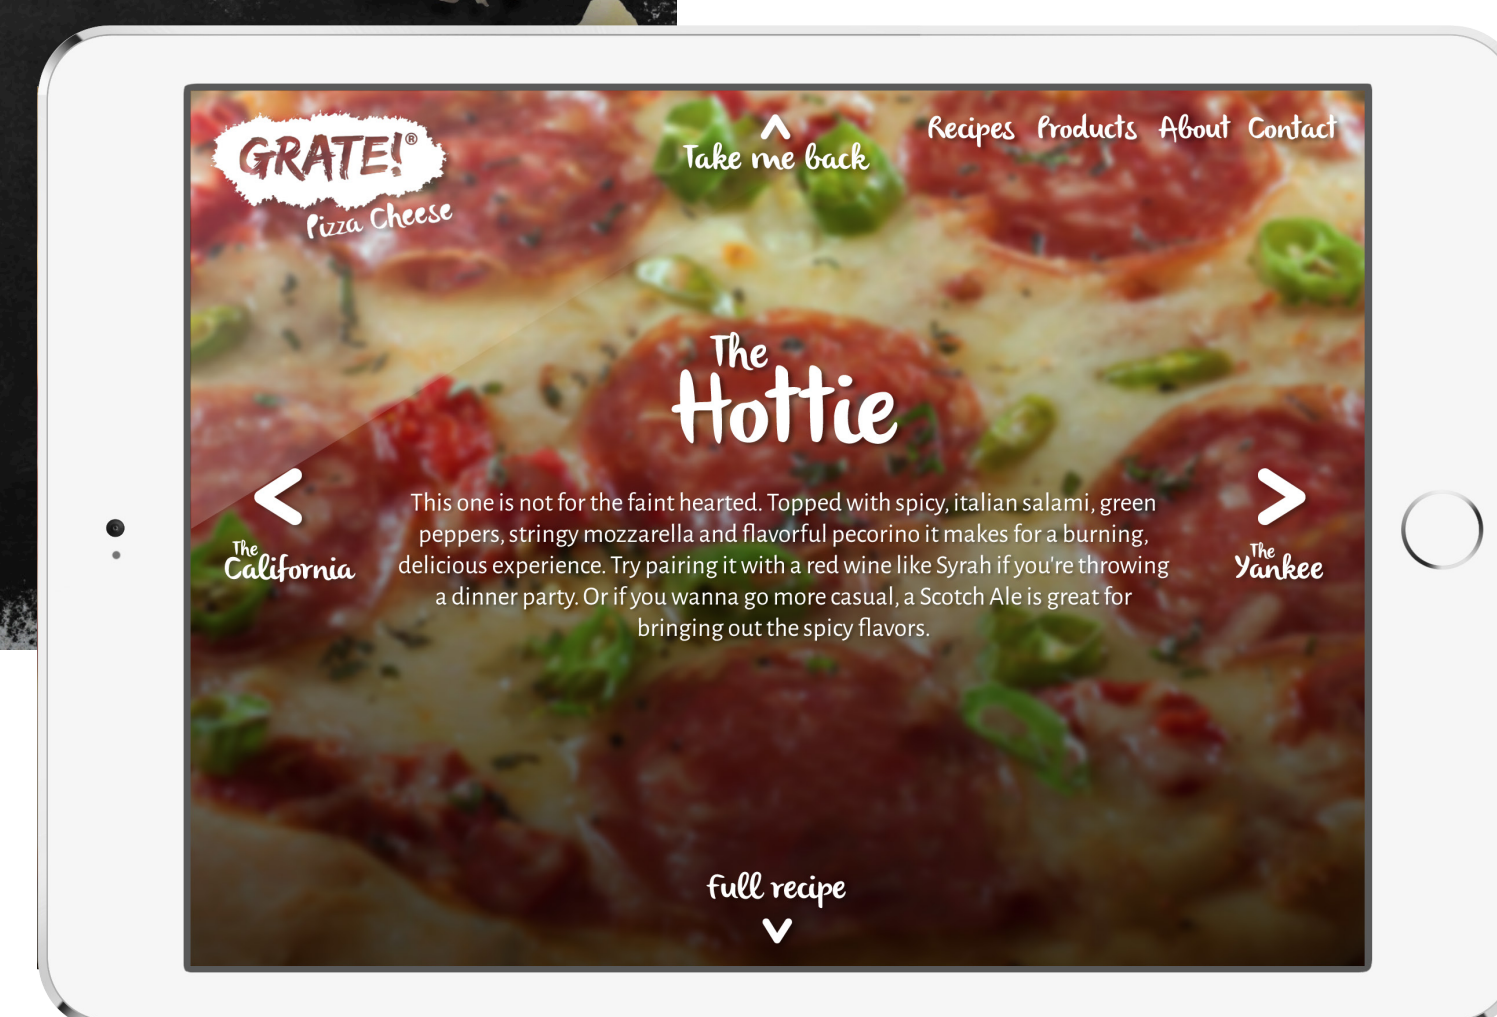 GRATE!®
Pizza Cheese
Take me back
Recipes Products About Contact
The
Hottie
This one is not for the faint hearted. Topped with spicy, italian salami, green
peppers, stringy mozzarella and flavorful pecorino it makes for a burning,
delicious experience. Try pairing it with a red wine like Syrah if you're throwing
a dinner party. Or if you wanna go more casual, a Scotch Ale is great for
bringing out the spicy flavors.
The
California
The
Yankee
Full recipe